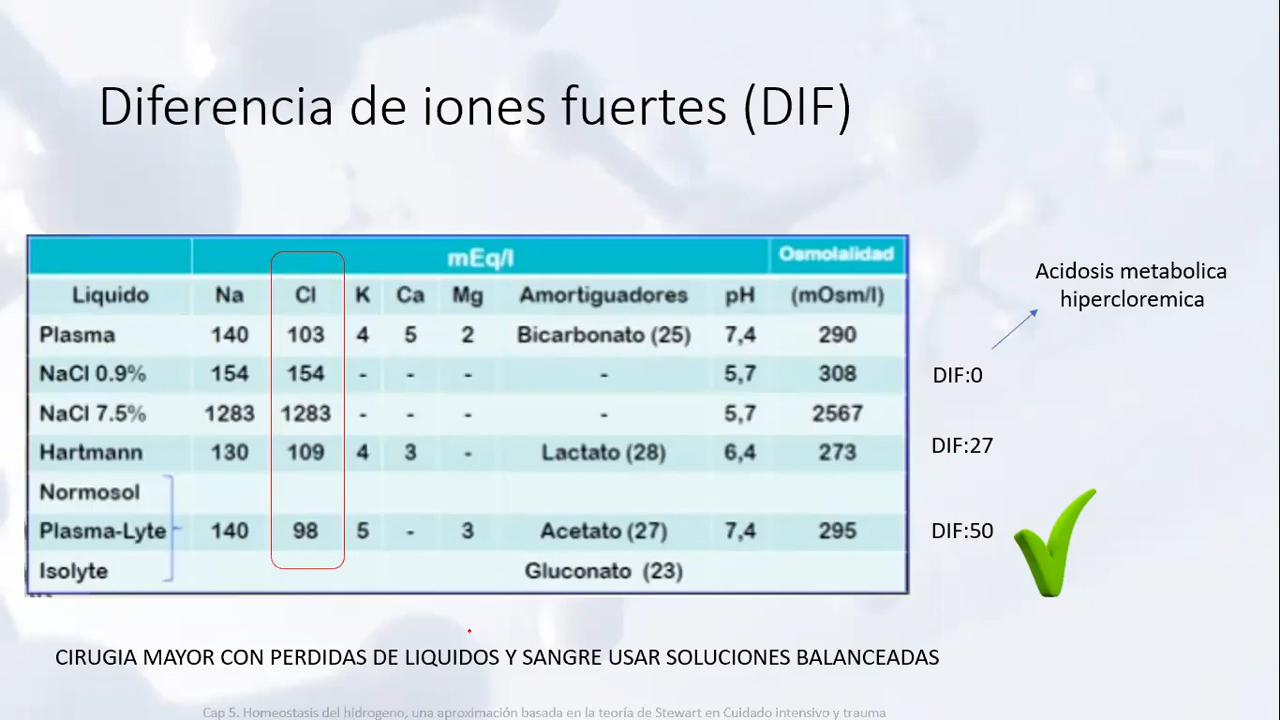 Diferencia de iones fuertes (DIF)
mEq/l Osmolalidad
Liquido Na Cl K Ca Mg Amortiguadores pH (mOsm/l)
Plasma 140 103 4 5 2 Bicarbonato (25) 7,4 290
NaCl 0.9% 154 154 - - - - 5,7 308
NaCl 7.5% 1283 1283 - - - - 5,7 2567
Hartmann 130 109 4 3 - Lactato (28) 6,4 273
Normosol
Plasma-Lyte 140 98 5 - 3 Acetato (27) 7,4 295
Isolyte Gluconato (23)
Acidosis metabolica
hipercloremica
DIF:0
DIF:27
DIF:50
CIRUGIA MAYOR CON PERDIDAS DE LIQUIDOS Y SANGRE USAR SOLUCIONES BALANCEADAS
Cap 5. Homeostasis del hidrogeno, una aproximación basada en la teoría de Stewart en Cuidado intensivo y trauma